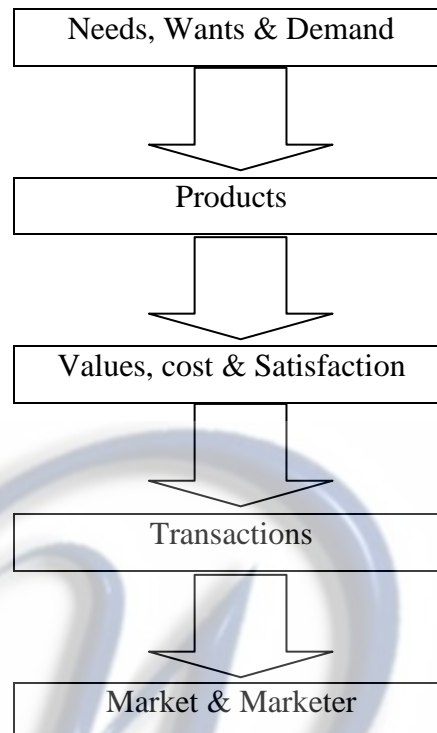 Needs, Wants & Demand
Products
Values, cost & Satisfaction
Transactions
Market & Marketer